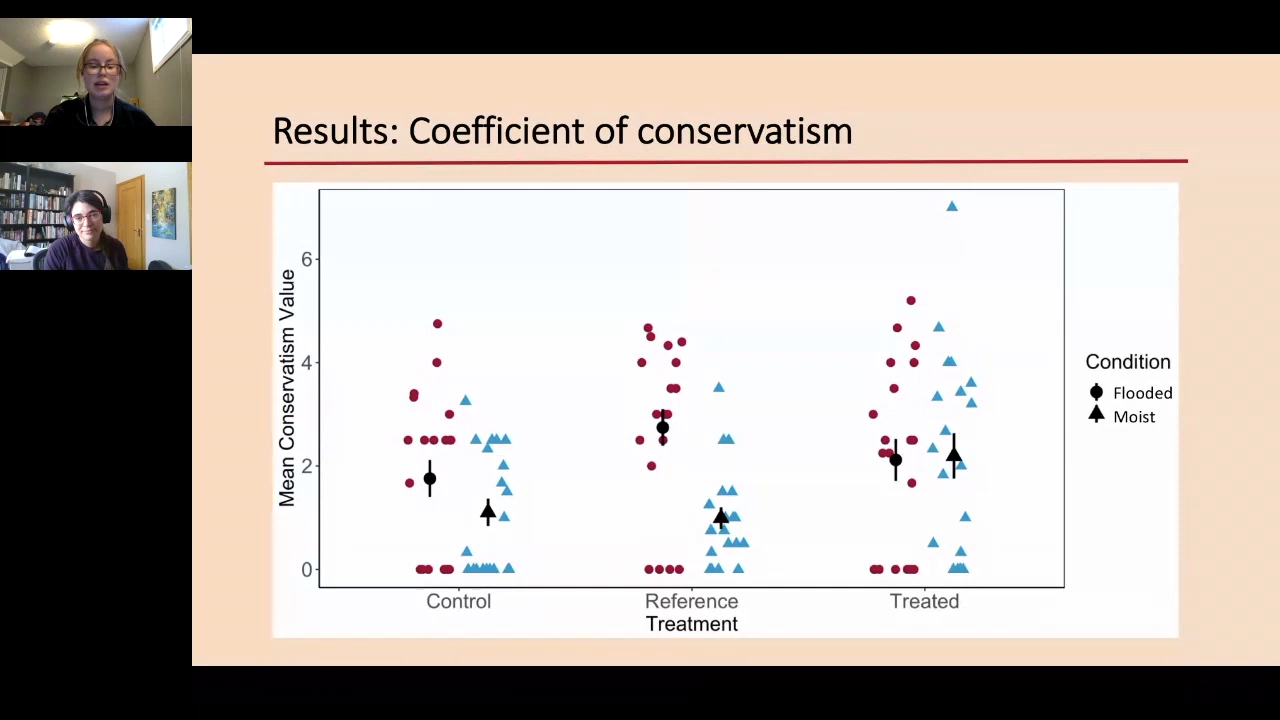 Results: Coefficient of conservatism
Mean Conservatism Value
6
4
2
0
Control Reference Treated
Treatment
Condition
Flooded
Moist